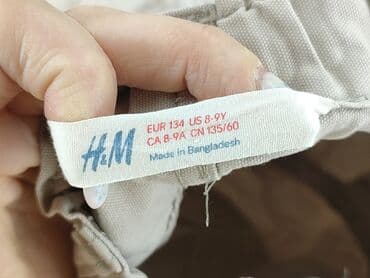 H&M
EUR 134 US 8-9Y
CA 8-9A CN 135/60
Made in Bangladesh